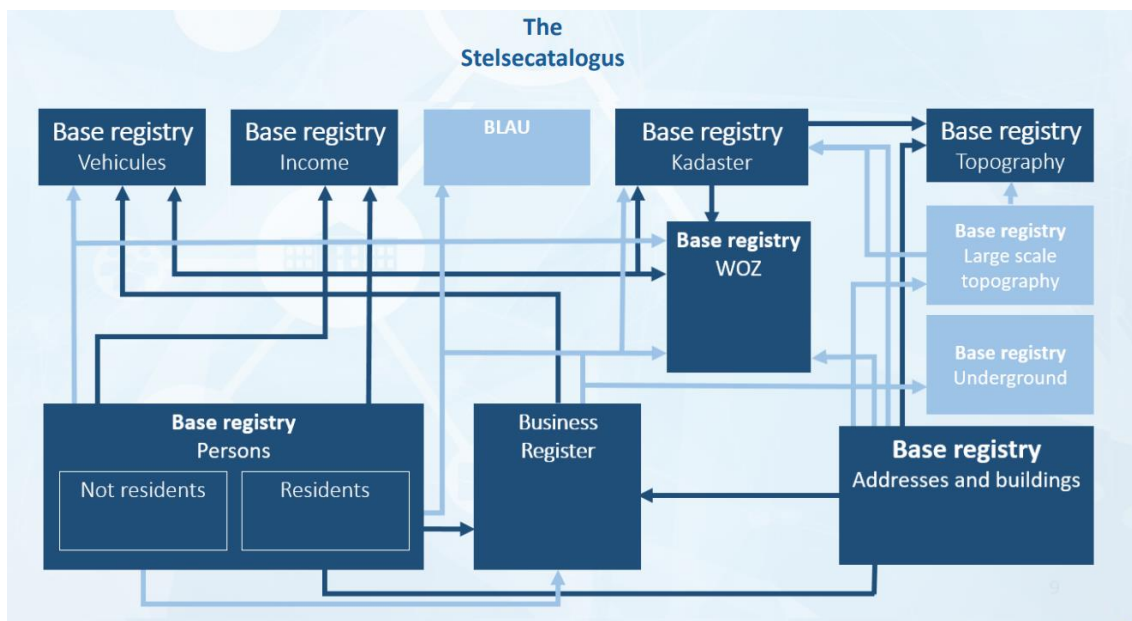 The
Stelsecatalogus
Base registry
Vehicules
Base registry
Income
BLAU
Base registry
Kadaster
Base registry
Topography
Base registry
WOZ
Base registry
Large scale
topography
Base registry
Underground
Base registry
Persons
Not residents
Residents
Business
Register
Base registry
Addresses and buildings
9